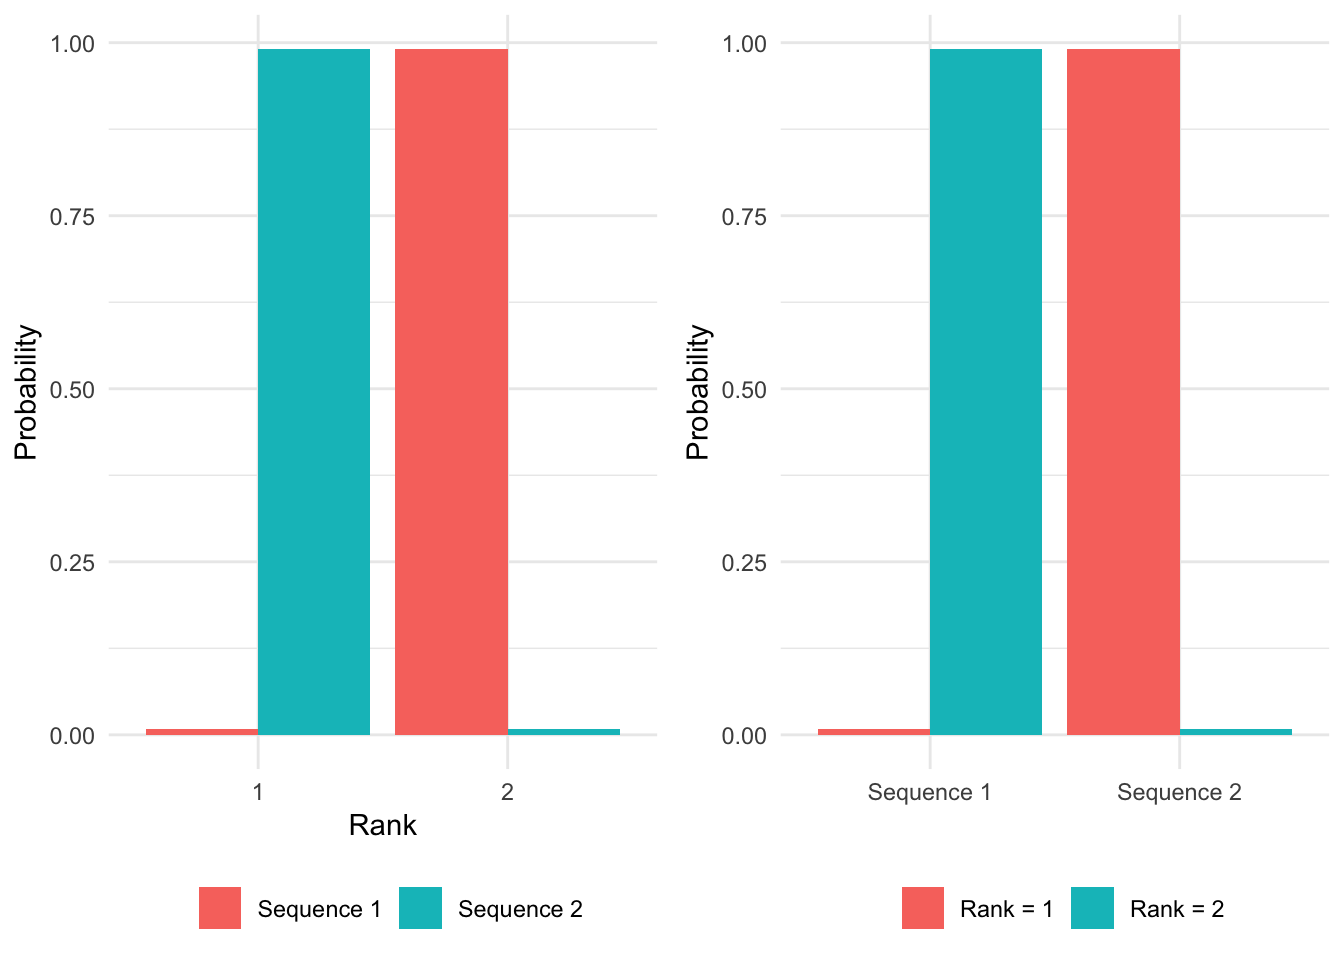 1.00
0.75
0.50
0.25
0.00
Probability
1 2
Rank
Sequence 1 Sequence 2
1.00
0.75
0.50
0.25
0.00
Probability
Sequence 1 Sequence 2
Rank = 1 Rank = 2